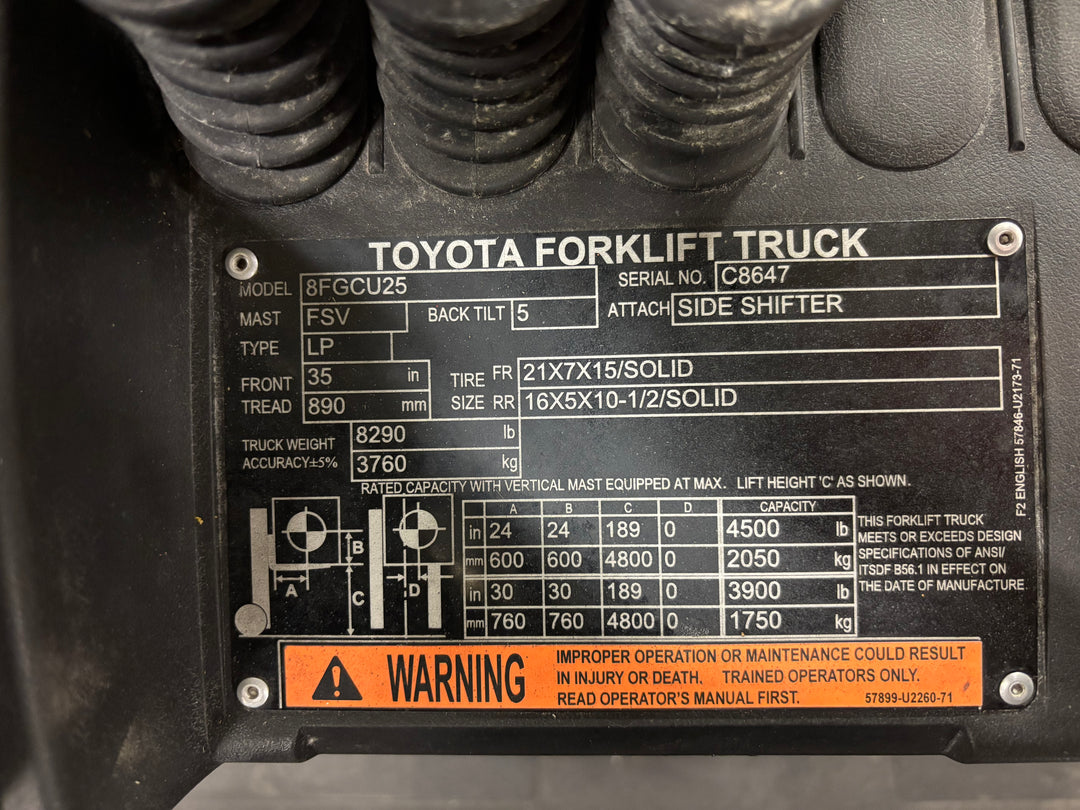 TOYOTA FORKLIFT TRUCK
MODEL 8FGCU25 SERIAL NO. C8647
MAST FSV BACK TILT 5 ATTACH SIDE SHIFTER
TYPE LP
FRONT TREAD 35 in
890 mm
TIRE SIZE FR 21X7X15/SOLID
RR 16X5X10-1/2/SOLID
TRUCK WEIGHT 8290 lb
ACCURACY±5% 3760 kg
RATED CAPACITY WITH VERTICAL MAST EQUIPPED AT MAX. LIFT HEIGHT 'C' AS SHOWN.
A B C D CAPACITY
in 24 24 189 0 4500 lb
mm 600 600 4800 0 2050 kg
in 30 30 189 0 3900 lb
mm 760 760 4800 0 1750 kg
A B C D
THIS FORKLIFT TRUCK
MEETS OR EXCEEDS DESIGN
SPECIFICATIONS OF ANSI/
ITSDF B56.1 IN EFFECT ON
THE DATE OF MANUFACTURE
F2 ENGLISH 57846-U2173-71
WARNING
IMPROPER OPERATION OR MAINTENANCE COULD RESULT
IN INJURY OR DEATH. TRAINED OPERATORS ONLY.
READ OPERATOR'S MANUAL FIRST. 57899-U2260-71